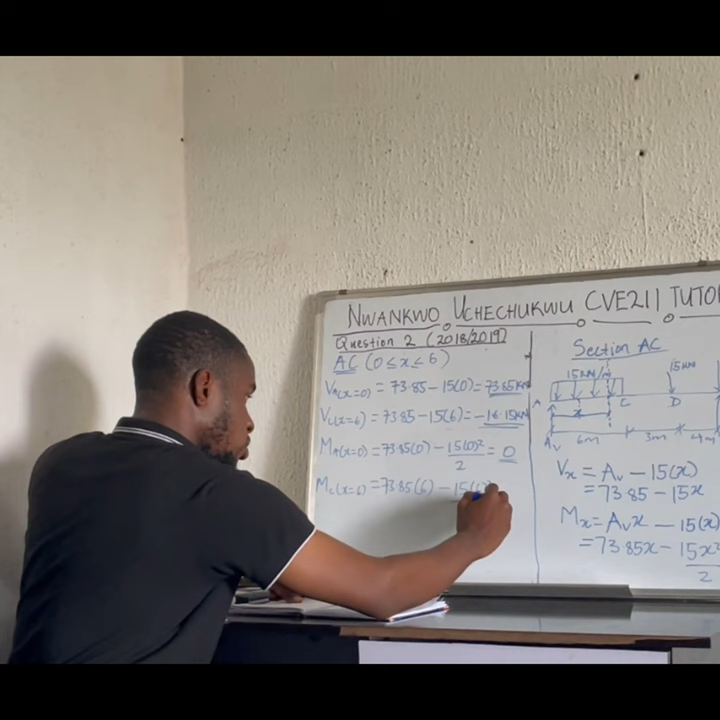 NWANKWO UCHECHUKWU CVE211 TUTOR
Question 2 (2018/2019)
AC (0 ≤ x ≤ 6)
VA(x=0) = 73.85 - 15(0) = 73.85KN
VC(x=6) = 73.85 - 15(6) = -16.15KN
MA(x=0) = 73.85(0) - 15(0)²/2 = 0
MC(x=6) = 73.85(6) - 15(6)²
Section AC
15KN/m
15KN
A
C
D
x
AV
6m
3m
4m
Vx = AV - 15(x)
= 73.85 - 15x
Mx = AVx - 15(x)
= 73.85x - 15x²/2